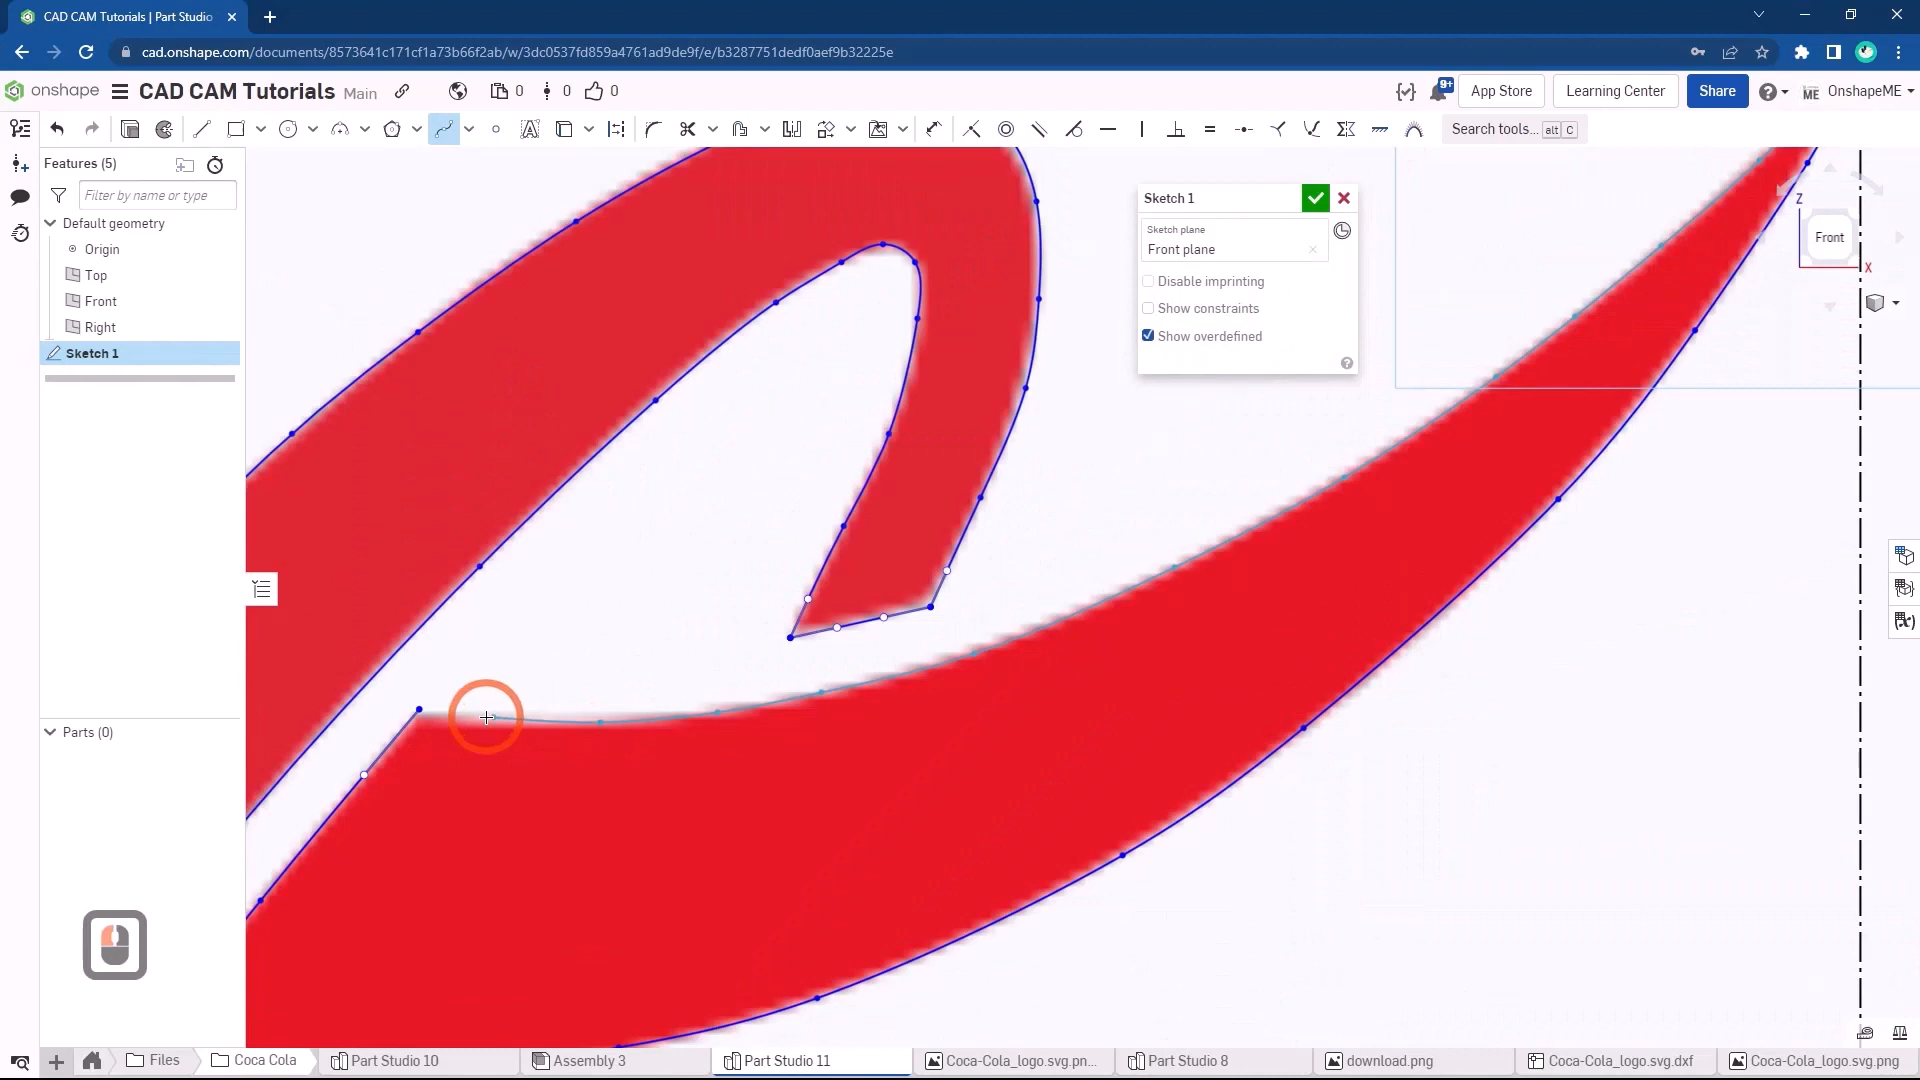 CAD CAM Tutorials | Part Studio
cad.onshape.com/documents/8573641c171cf1a73b66f2ab/w/3dc0537fd859a4761ad9de9f/e/b3287751dedf0aef9b32225e
onshape CAD CAM Tutorials Main 0 0 0 9+ App Store Learning Center Share OnshapeME
Search tools... alt C
Features (5)
Filter by name or type
Default geometry
Origin
Top
Front
Right
Sketch 1
Parts (0)
Sketch 1
Sketch plane
Front plane
Disable imprinting
Show constraints
Show overdefined
Z
Front
X
Files Coca Cola Part Studio 10 Assembly 3 Part Studio 11 Coca-Cola_logo.svg.pn... Part Studio 8 download.png Coca-Cola_logo.svg.dxf Coca-Cola_logo.svg.png